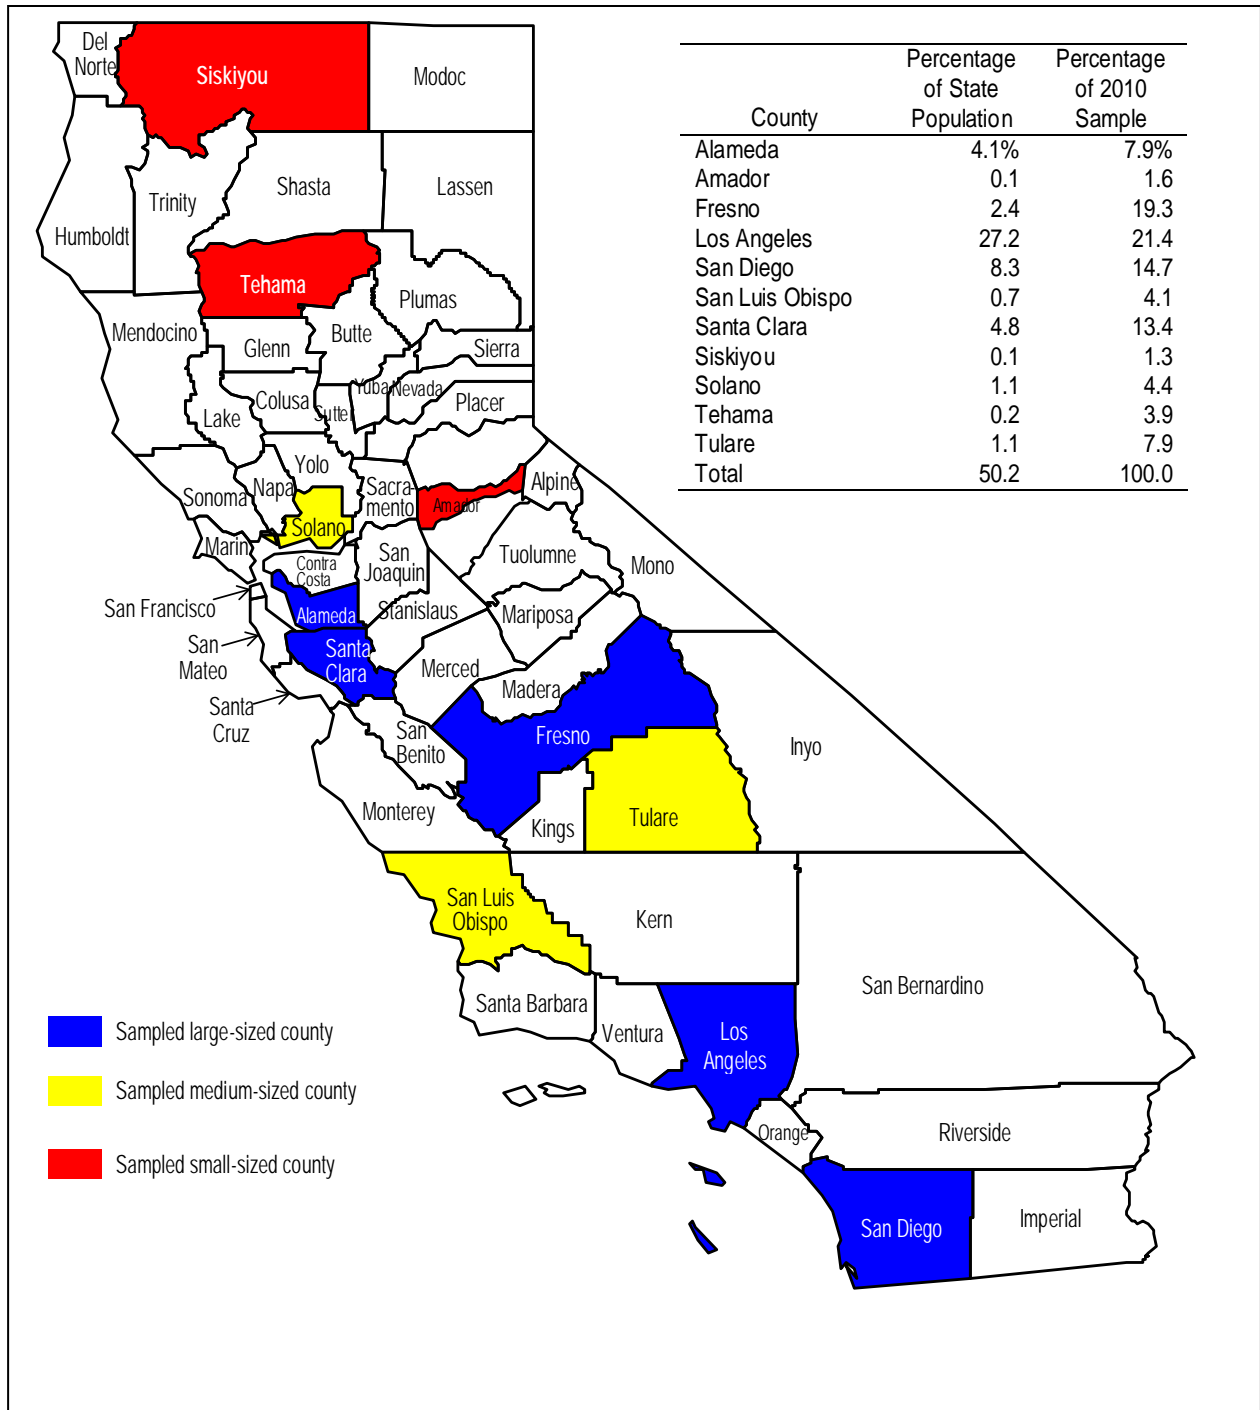 Del
Norte
Siskiyou
Modoc
Shasta
Lassen
Trinity
Humboldt
Tehama
Plumas
Mendocino
Butte
Glenn
Sierra
Yuba
Nevada
Colusa
Sutter
Placer
Lake
Yolo
Napa
Sonoma
Sacra-
mento
Alpine
Amador
Solano
Marin
Tuolumne
Mono
San
Joaquin
Contra
Costa
San Francisco
Alameda
Stanislaus
Mariposa
San
Mateo
Santa
Clara
Merced
Madera
Santa
Cruz
San
Benito
Fresno
Inyo
Monterey
Kings
Tulare
San Luis
Obispo
Kern
Santa Barbara
San Bernardino
Ventura
Los
Angeles
Orange
Riverside
San Diego
Imperial
County Percentage of State Population Percentage of 2010 Sample
Alameda 4.1% 7.9%
Amador 0.1 1.6
Fresno 2.4 19.3
Los Angeles 27.2 21.4
San Diego 8.3 14.7
San Luis Obispo 0.7 4.1
Santa Clara 4.8 13.4
Siskiyou 0.1 1.3
Solano 1.1 4.4
Tehama 0.2 3.9
Tulare 1.1 7.9
Total 50.2 100.0
Sampled large-sized county
Sampled medium-sized county
Sampled small-sized county